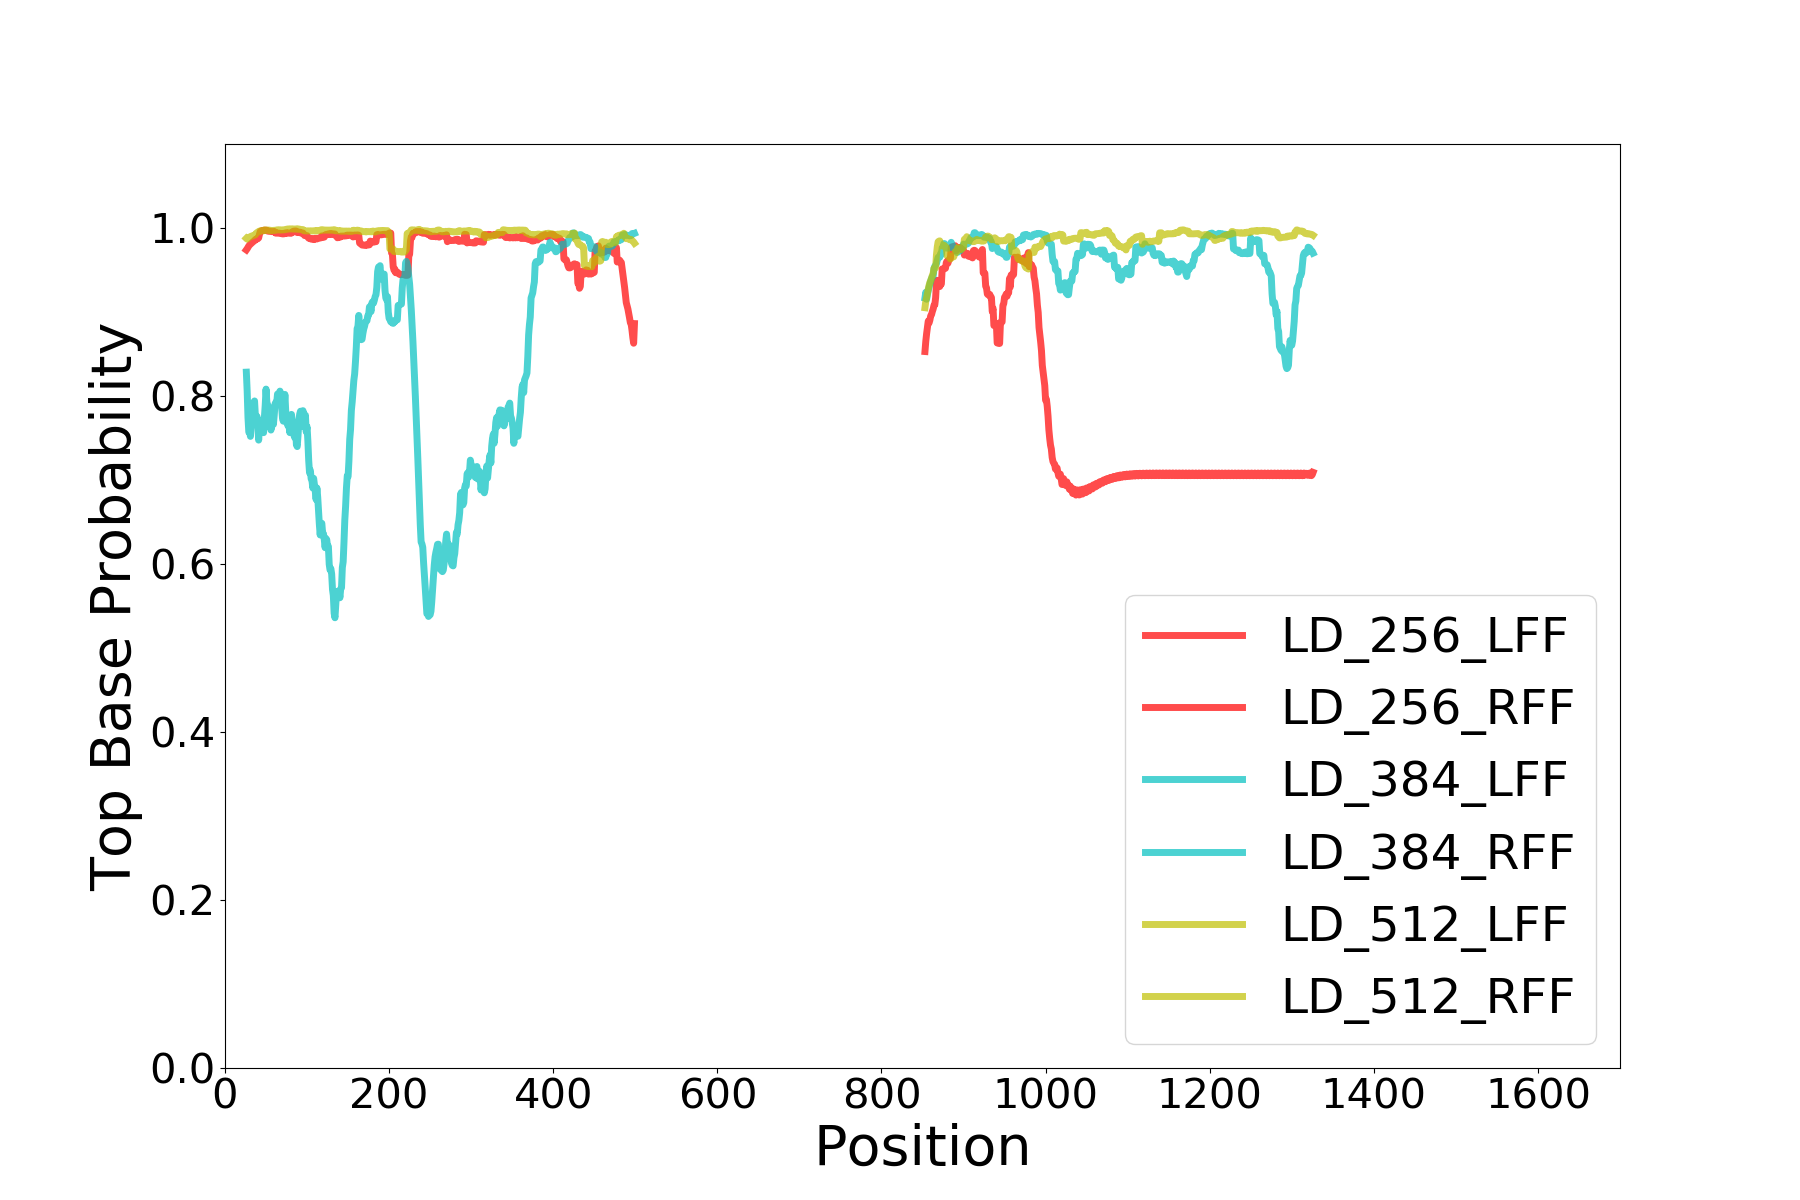 1.0
0.8
0.6
0.4
0.2
0.0
Top Base Probability
0 200 400 600 800 1000 1200 1400 1600
Position
LD_256_LFF
LD_256_RFF
LD_384_LFF
LD_384_RFF
LD_512_LFF
LD_512_RFF